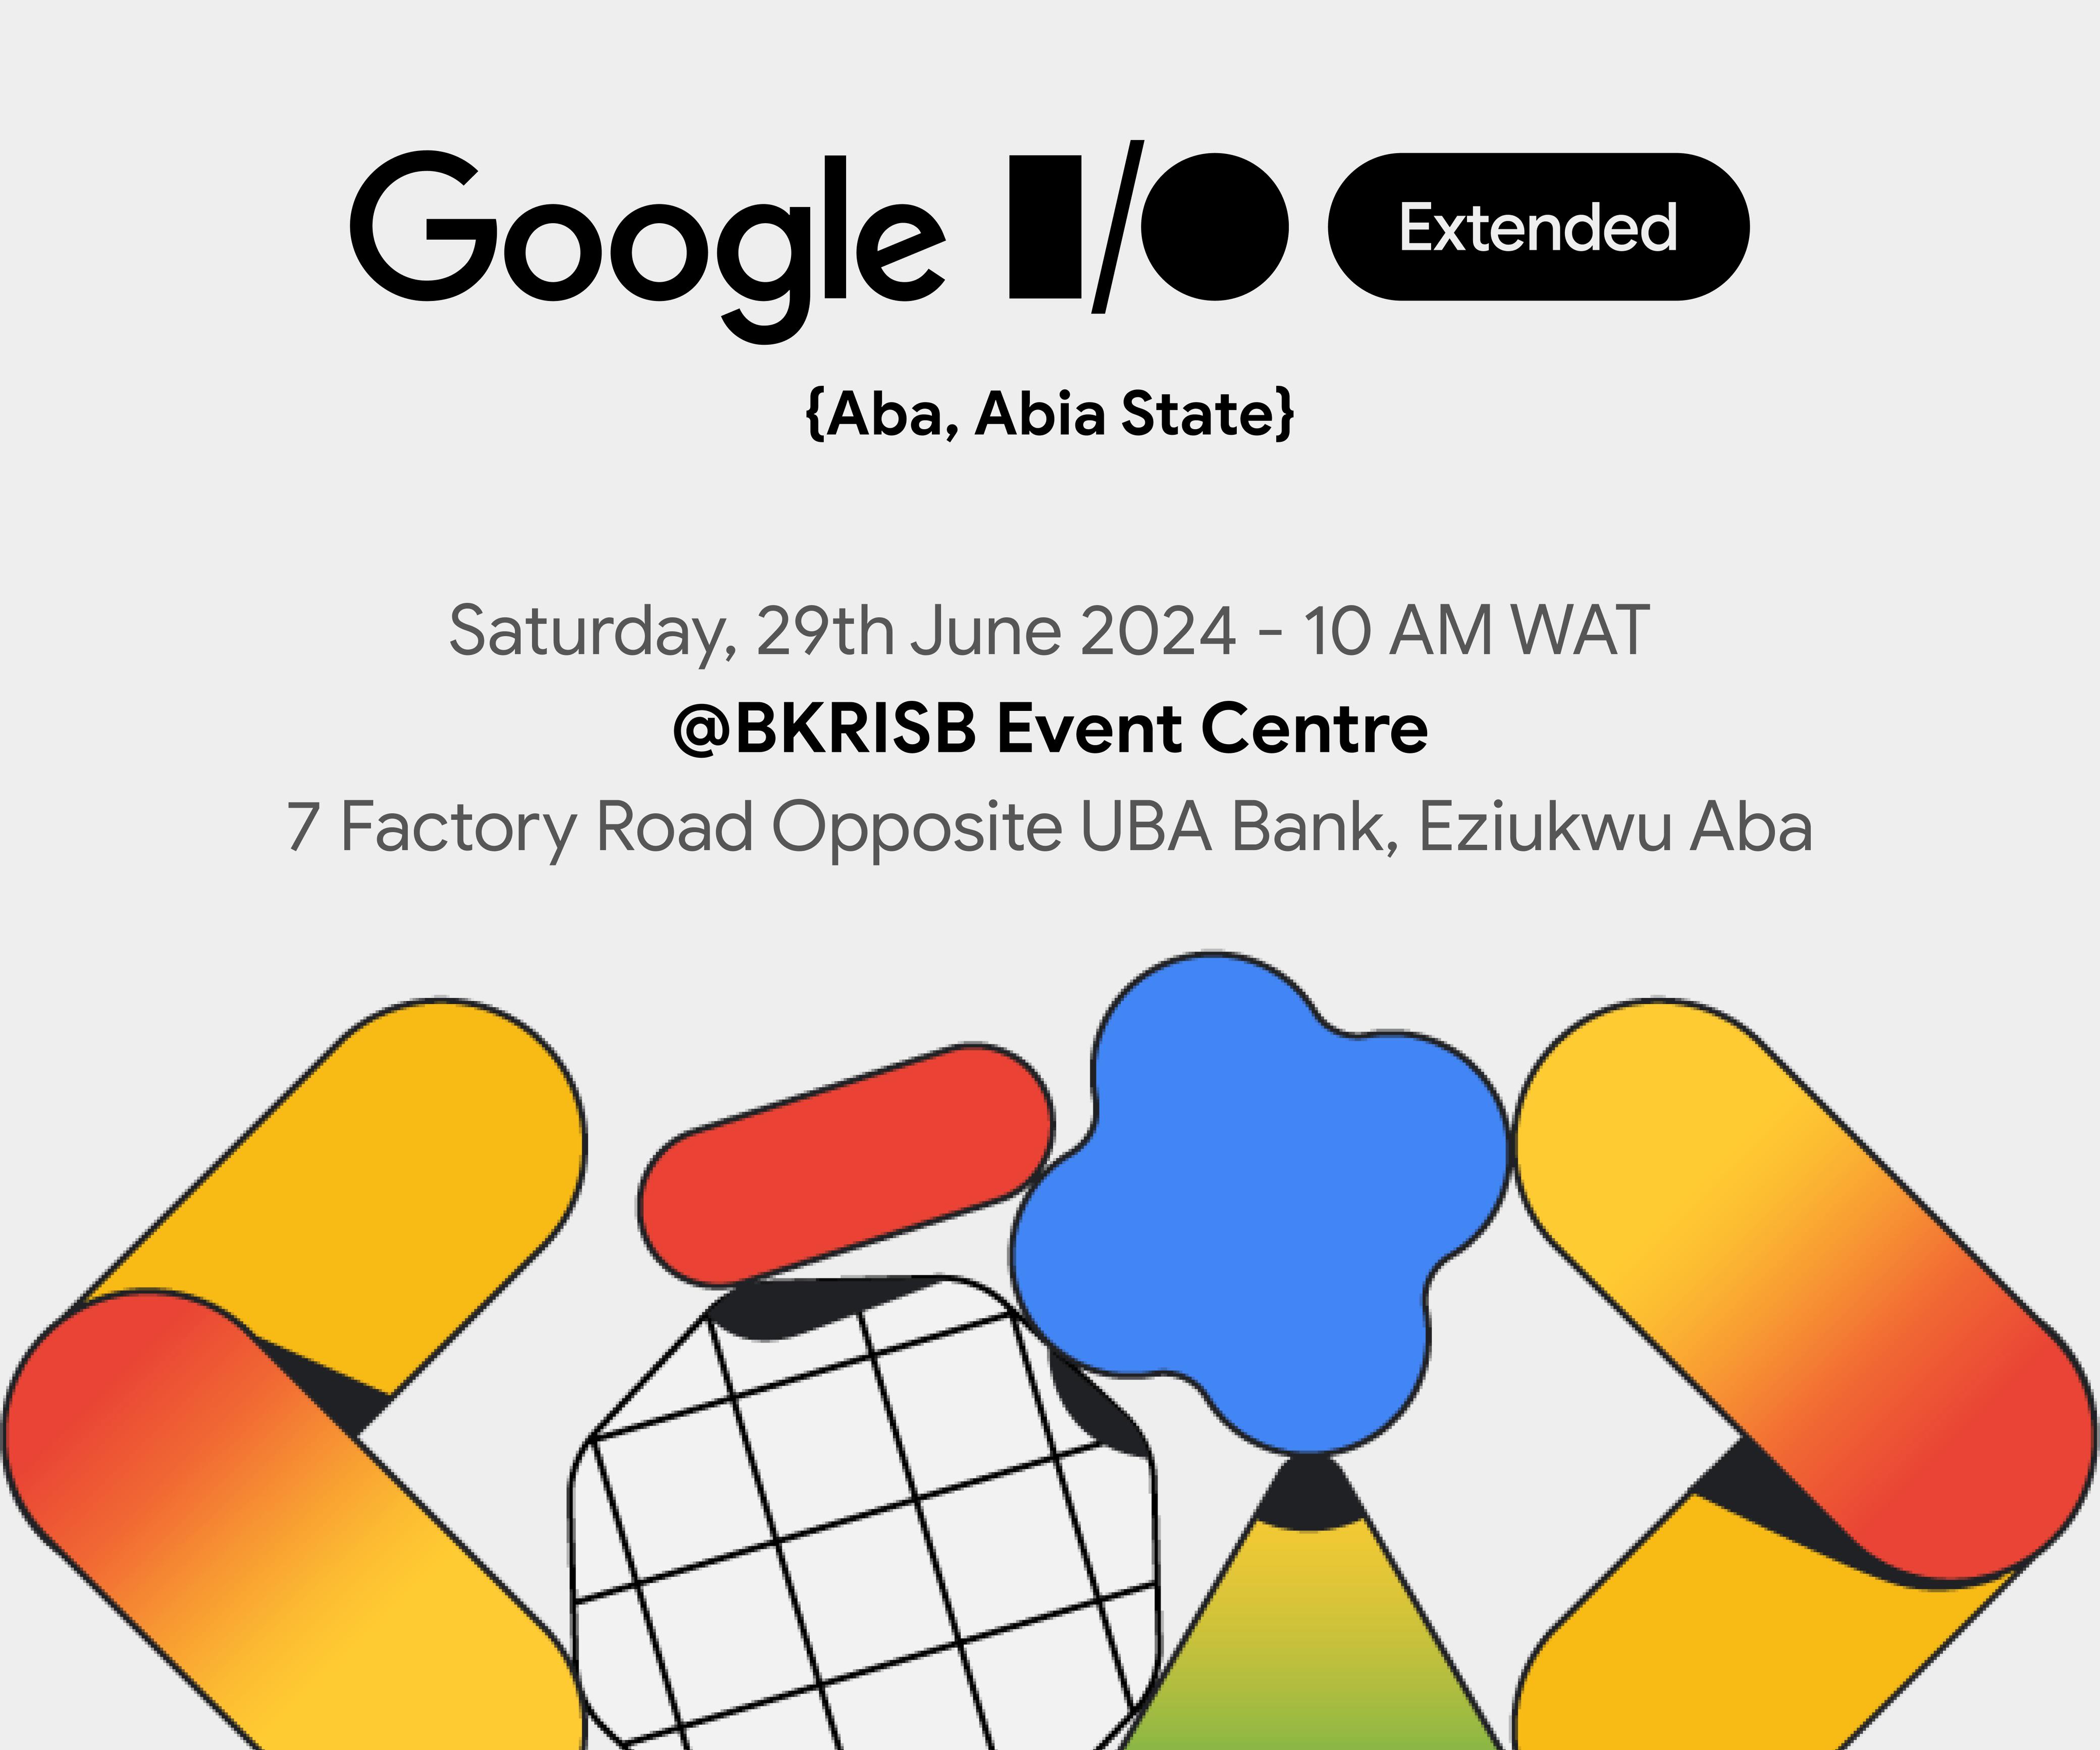 Google I/O Extended
{Aba, Abia State}
Saturday, 29th June 2024 - 10 AM WAT
@BKRISB Event Centre
7 Factory Road Opposite UBA Bank, Eziukwu Aba